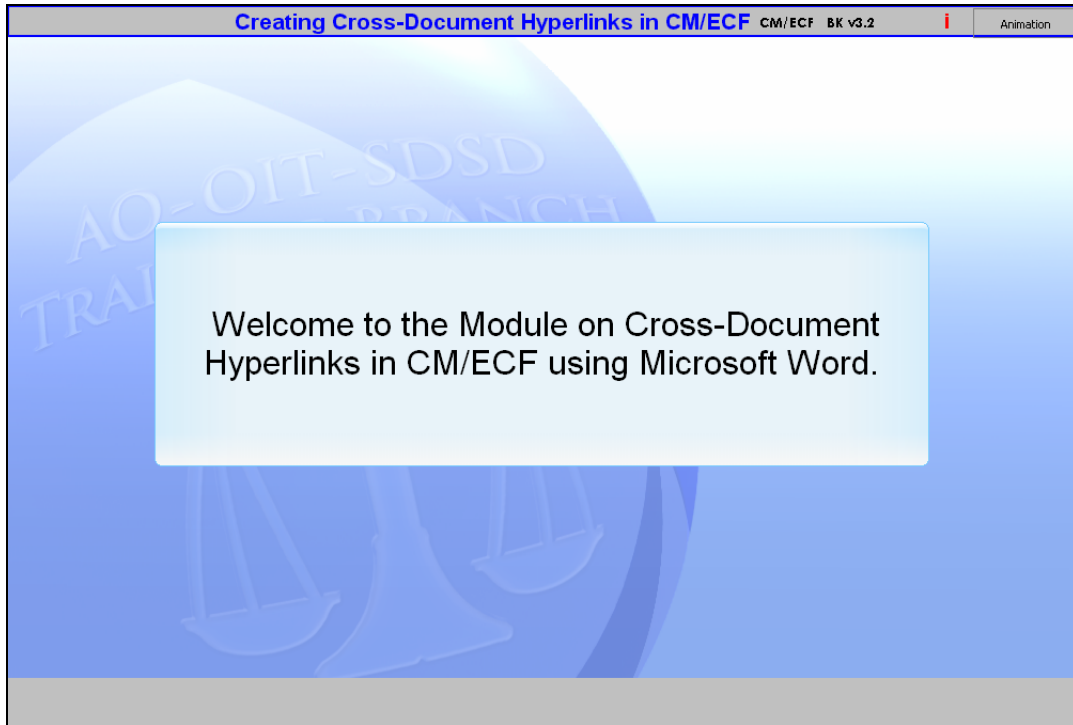 Creating Cross-Document Hyperlinks in CM/ECF CM/ECF BK v3.2 i Animation
AO-OIT-SDSD
BRANCH
Welcome to the Module on Cross-Document
Hyperlinks in CM/ECF using Microsoft Word.